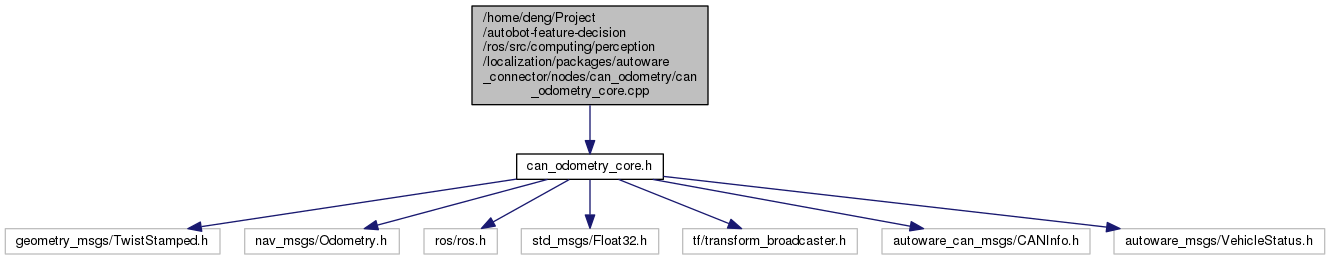 /home/deng/Project
/autobot-feature-decision
/ros/src/computing/perception
/localization/packages/autoware
_connector/nodes/can_odometry/can
_odometry_core.cpp
can_odometry_core.h
geometry_msgs/TwistStamped.h
nav_msgs/Odometry.h
ros/ros.h
std_msgs/Float32.h
tf/transform_broadcaster.h
autoware_can_msgs/CANInfo.h
autoware_msgs/VehicleStatus.h